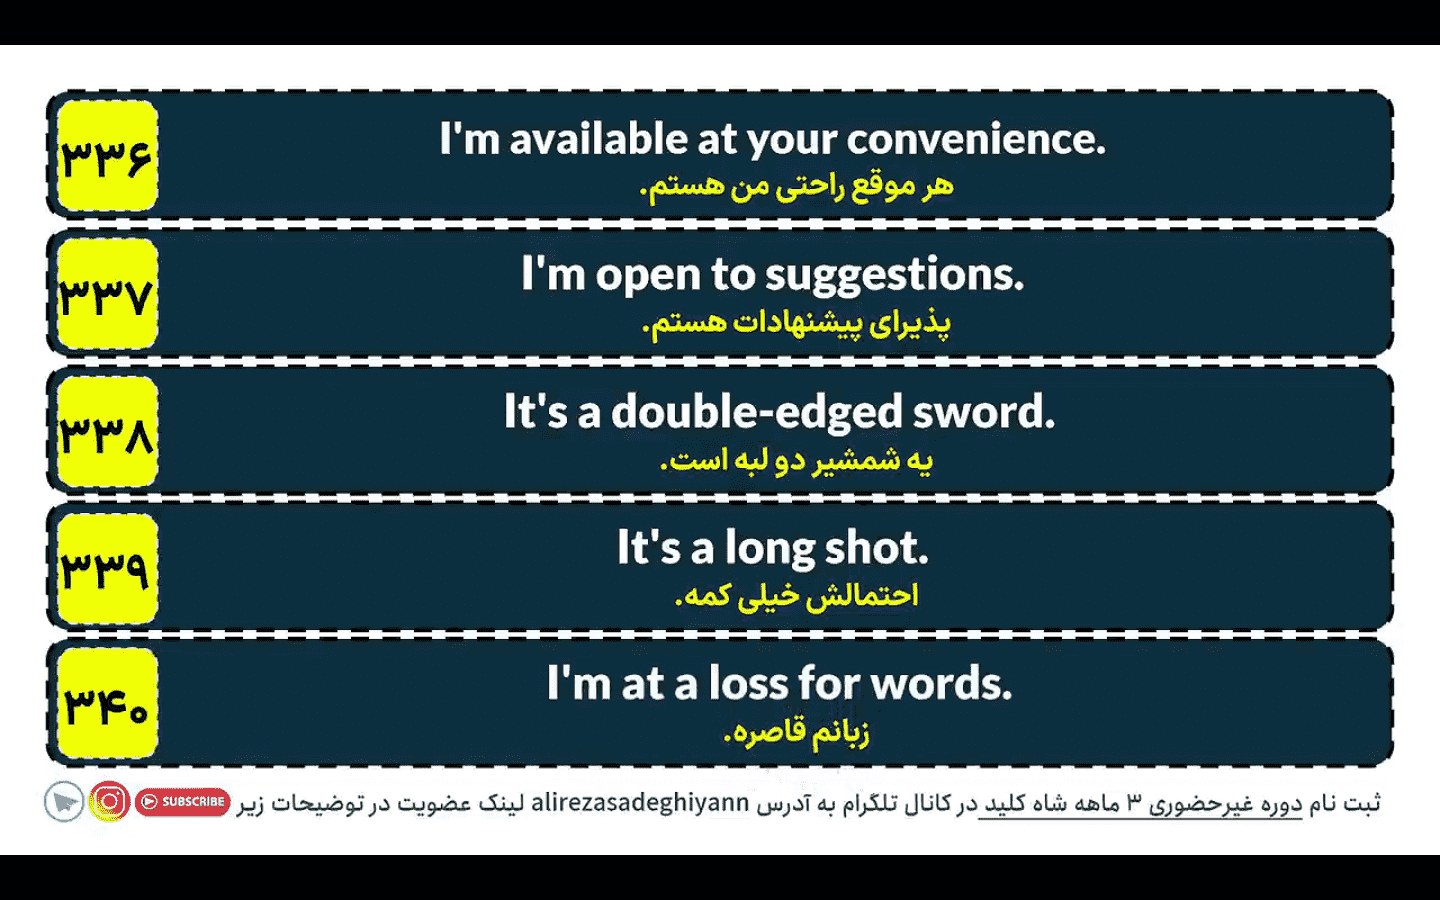 ۳۳۶
I'm available at your convenience.
هر موقع راحتی من هستم.
۳۳۷
I'm open to suggestions.
پذیرای پیشنهادات هستم.
۳۳۸
It's a double-edged sword.
یه شمشیر دو لبه است.
۳۳۹
It's a long shot.
احتمالش خیلی کمه.
۳۴۰
I'm at a loss for words.
زبانم قاصره.
ثبت نام دوره غیرحضوری ۳ ماهه شاه کلید در کانال تلگرام به آدرس alirezasadeghiyann لینک عضویت در توضیحات زیر
SUBSCRIBE